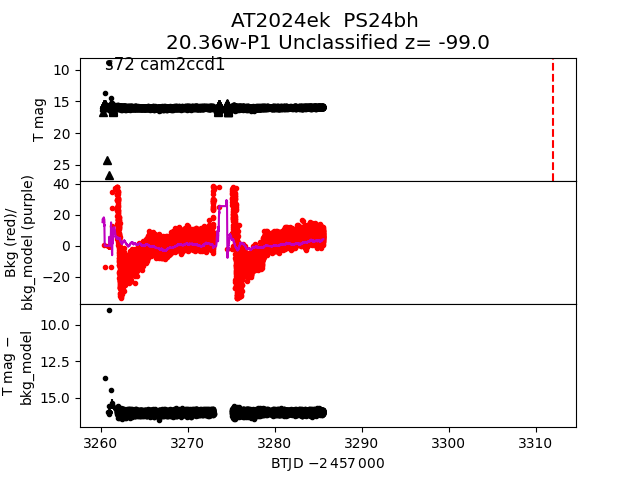 AT2024ek  PS24bh
20.36w-P1 Unclassified z= -99.0
s72 cam2ccd1
10
15
20
25
T mag
40
20
0
−20
Bkg (red)/
bkg_model (purple)
10.0
12.5
15.0
T mag −
bkg_model
3260 3270 3280 3290 3300 3310
BTJD −2 457 000